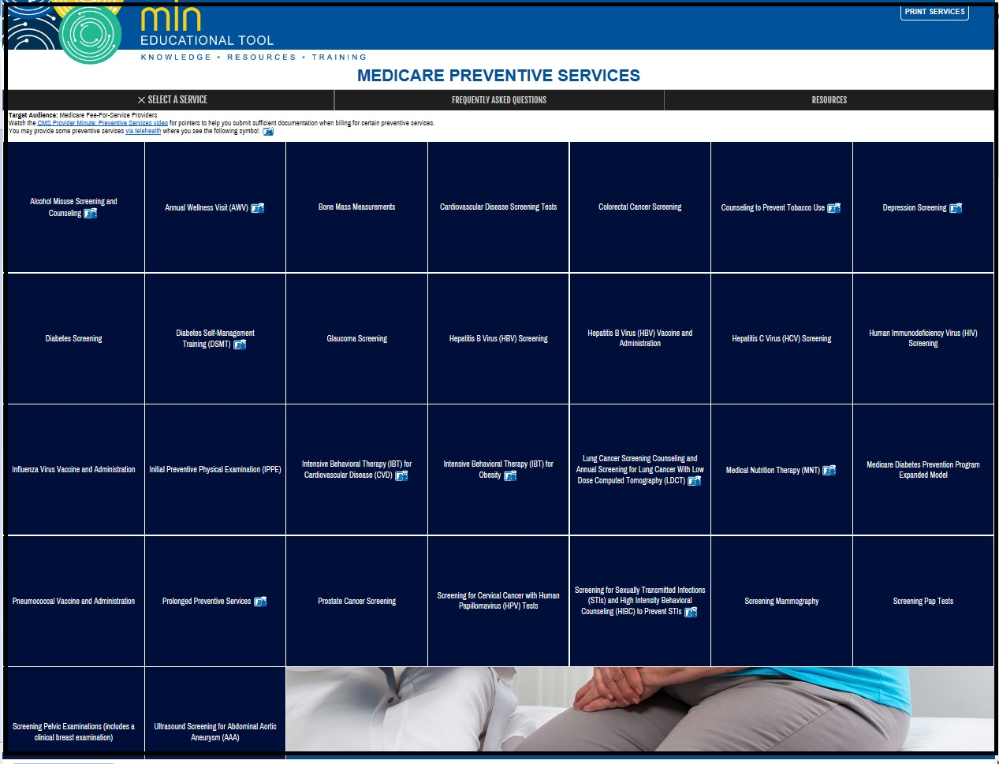 PRINT SERVICES
mln
EDUCATIONAL TOOL
KNOWLEDGE • RESOURCES • TRAINING
MEDICARE PREVENTIVE SERVICES
✕ SELECT A SERVICE
FREQUENTLY ASKED QUESTIONS
RESOURCES
Target Audience: Medicare Fee-For-Service Providers
Watch the CMS Provider Minute: Preventive Services video for pointers to help you submit sufficient documentation when billing for certain preventive services.
You may provide some preventive services via telehealth where you see the following symbol:
Alcohol Misuse Screening and
Counseling
Annual Wellness Visit (AWV)
Bone Mass Measurements
Cardiovascular Disease Screening Tests
Colorectal Cancer Screening
Counseling to Prevent Tobacco Use
Depression Screening
Diabetes Screening
Diabetes Self-Management
Training (DSMT)
Glaucoma Screening
Hepatitis B Virus (HBV) Screening
Hepatitis B Virus (HBV) Vaccine and
Administration
Hepatitis C Virus (HCV) Screening
Human Immunodeficiency Virus (HIV)
Screening
Influenza Virus Vaccine and Administration
Initial Preventive Physical Examination (IPPE)
Intensive Behavioral Therapy (IBT) for
Cardiovascular Disease (CVD)
Intensive Behavioral Therapy (IBT) for
Obesity
Lung Cancer Screening Counseling and
Annual Screening for Lung Cancer With Low
Dose Computed Tomography (LDCT)
Medical Nutrition Therapy (MNT)
Medicare Diabetes Prevention Program
Expanded Model
Pneumococcal Vaccine and Administration
Prolonged Preventive Services
Prostate Cancer Screening
Screening for Cervical Cancer with Human
Papillomavirus (HPV) Tests
Screening for Sexually Transmitted Infections
(STIs) and High Intensity Behavioral
Counseling (HIBC) to Prevent STIs
Screening Mammography
Screening Pap Tests
Screening Pelvic Examinations (includes a
clinical breast examination)
Ultrasound Screening for Abdominal Aortic
Aneurysm (AAA)